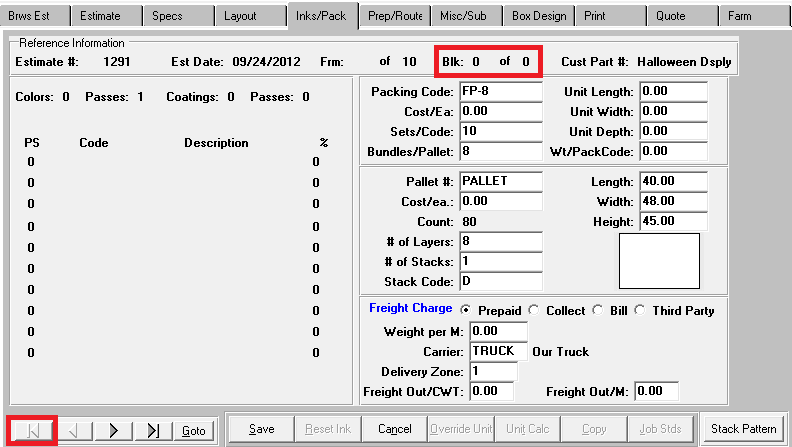 Brws Est Estimate Specs Layout Inks/Pack Prep/Route Misc/Sub Box Design Print Quote Farm
Reference Information
Estimate #: 1291 Est Date: 09/24/2012 Frm: of 10 Blk: 0 of 0 Cust Part #: Halloween Dsply
Colors: 0 Passes: 1 Coatings: 0 Passes: 0
PS Code Description %
0 0
0 0
0 0
0 0
0 0
0 0
0 0
0 0
0 0
0 0
Packing Code: FP-8 Unit Length: 0.00
Cost/Ea: 0.00 Unit Width: 0.00
Sets/Code: 10 Unit Depth: 0.00
Bundles/Pallet: 8 Wt/PackCode: 0.00
Pallet #: PALLET Length: 40.00
Cost/ea.: 0.00 Width: 48.00
Count: 80 Height: 45.00
# of Layers: 8
# of Stacks: 1
Stack Code: D
Freight Charge Prepaid Collect Bill Third Party
Weight per M: 0.00
Carrier: TRUCK Our Truck
Delivery Zone: 1
Freight Out/CWT: 0.00 Freight Out/M: 0.00
Goto Save Reset Ink Cancel Override Unit Unit Calc Copy Job Stds Stack Pattern